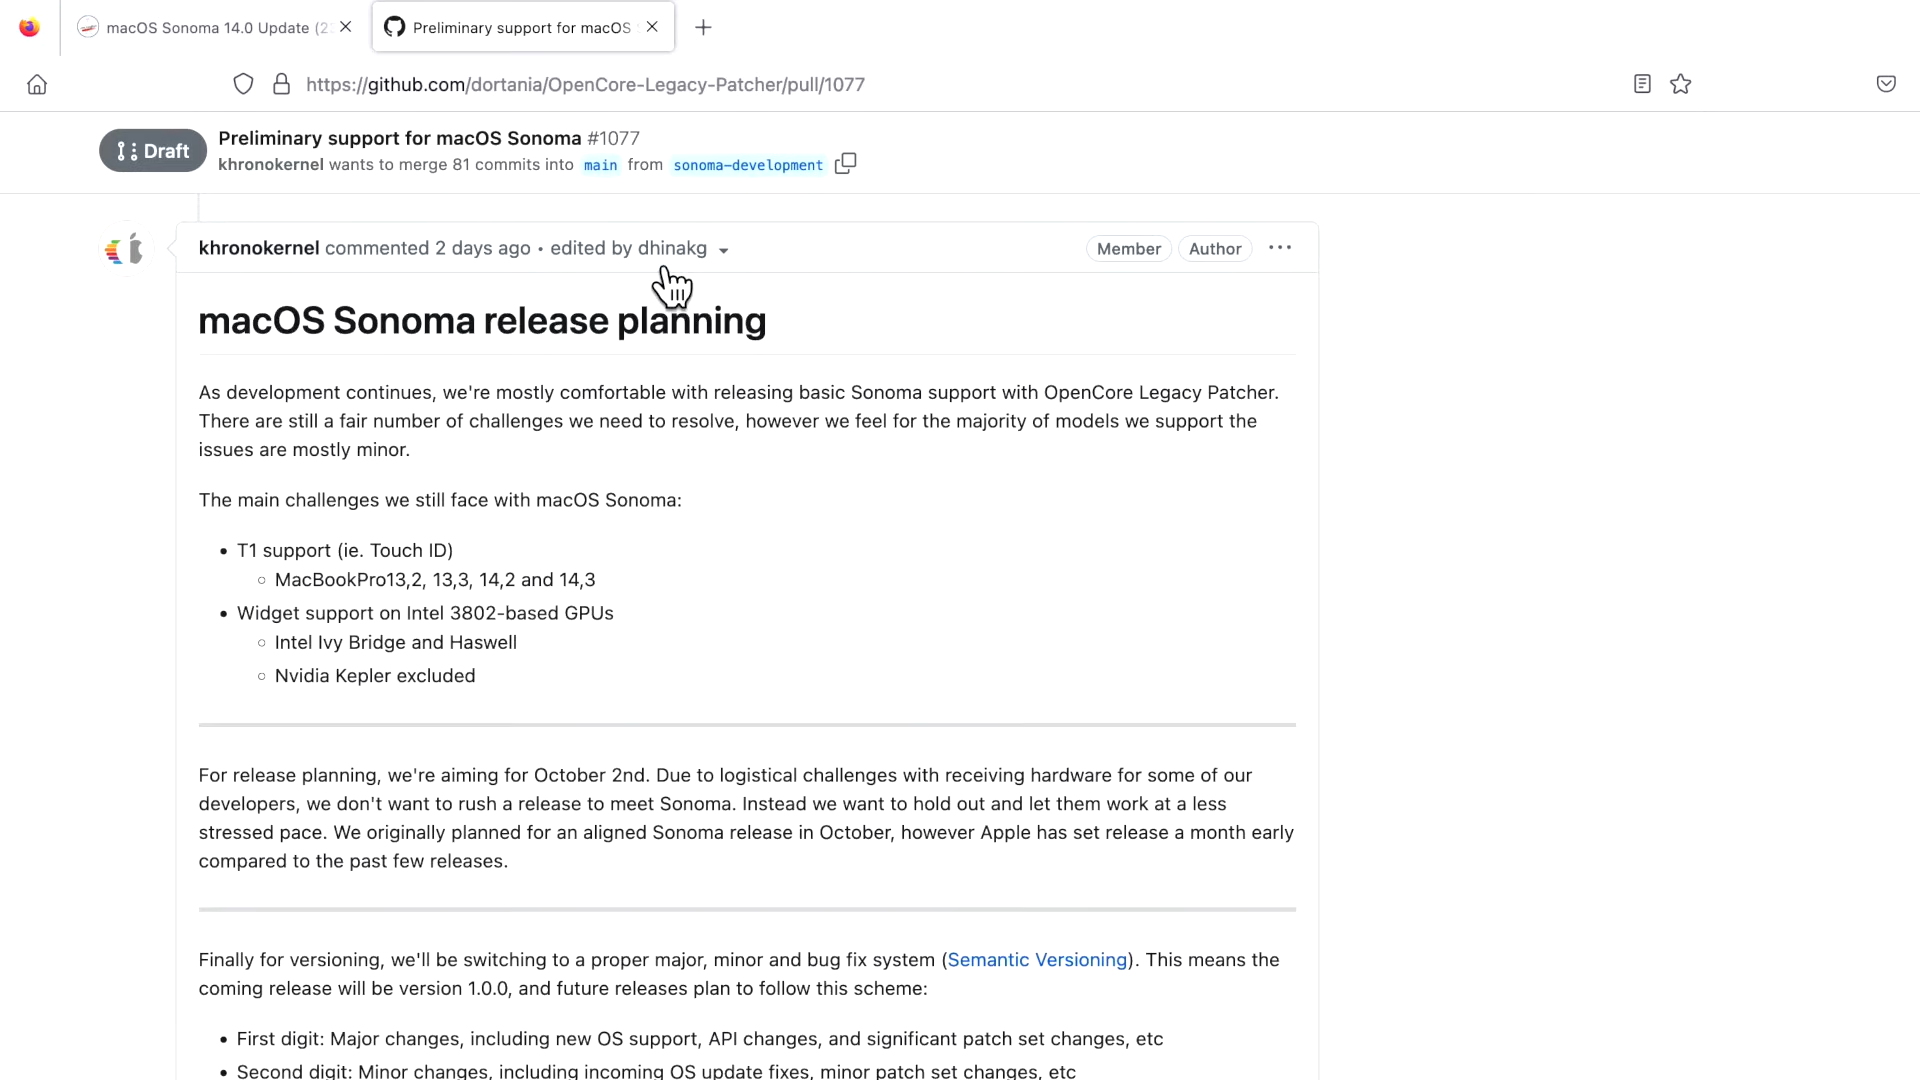 macOS Sonoma 14.0 Update (2
Preliminary support for macOS
https://github.com/dortania/OpenCore-Legacy-Patcher/pull/1077
Draft
Preliminary support for macOS Sonoma #1077
khronokernel wants to merge 81 commits into main from sonoma-development
khronokernel commented 2 days ago • edited by dhinakg
Member Author
macOS Sonoma release planning
As development continues, we're mostly comfortable with releasing basic Sonoma support with OpenCore Legacy Patcher.
There are still a fair number of challenges we need to resolve, however we feel for the majority of models we support the
issues are mostly minor.
The main challenges we still face with macOS Sonoma:
• T1 support (ie. Touch ID)
◦ MacBookPro13,2, 13,3, 14,2 and 14,3
• Widget support on Intel 3802-based GPUs
◦ Intel Ivy Bridge and Haswell
◦ Nvidia Kepler excluded
For release planning, we're aiming for October 2nd. Due to logistical challenges with receiving hardware for some of our
developers, we don't want to rush a release to meet Sonoma. Instead we want to hold out and let them work at a less
stressed pace. We originally planned for an aligned Sonoma release in October, however Apple has set release a month early
compared to the past few releases.
Finally for versioning, we'll be switching to a proper major, minor and bug fix system (Semantic Versioning). This means the
coming release will be version 1.0.0, and future releases plan to follow this scheme:
• First digit: Major changes, including new OS support, API changes, and significant patch set changes, etc
• Second digit: Minor changes, including incoming OS update fixes, minor patch set changes, etc